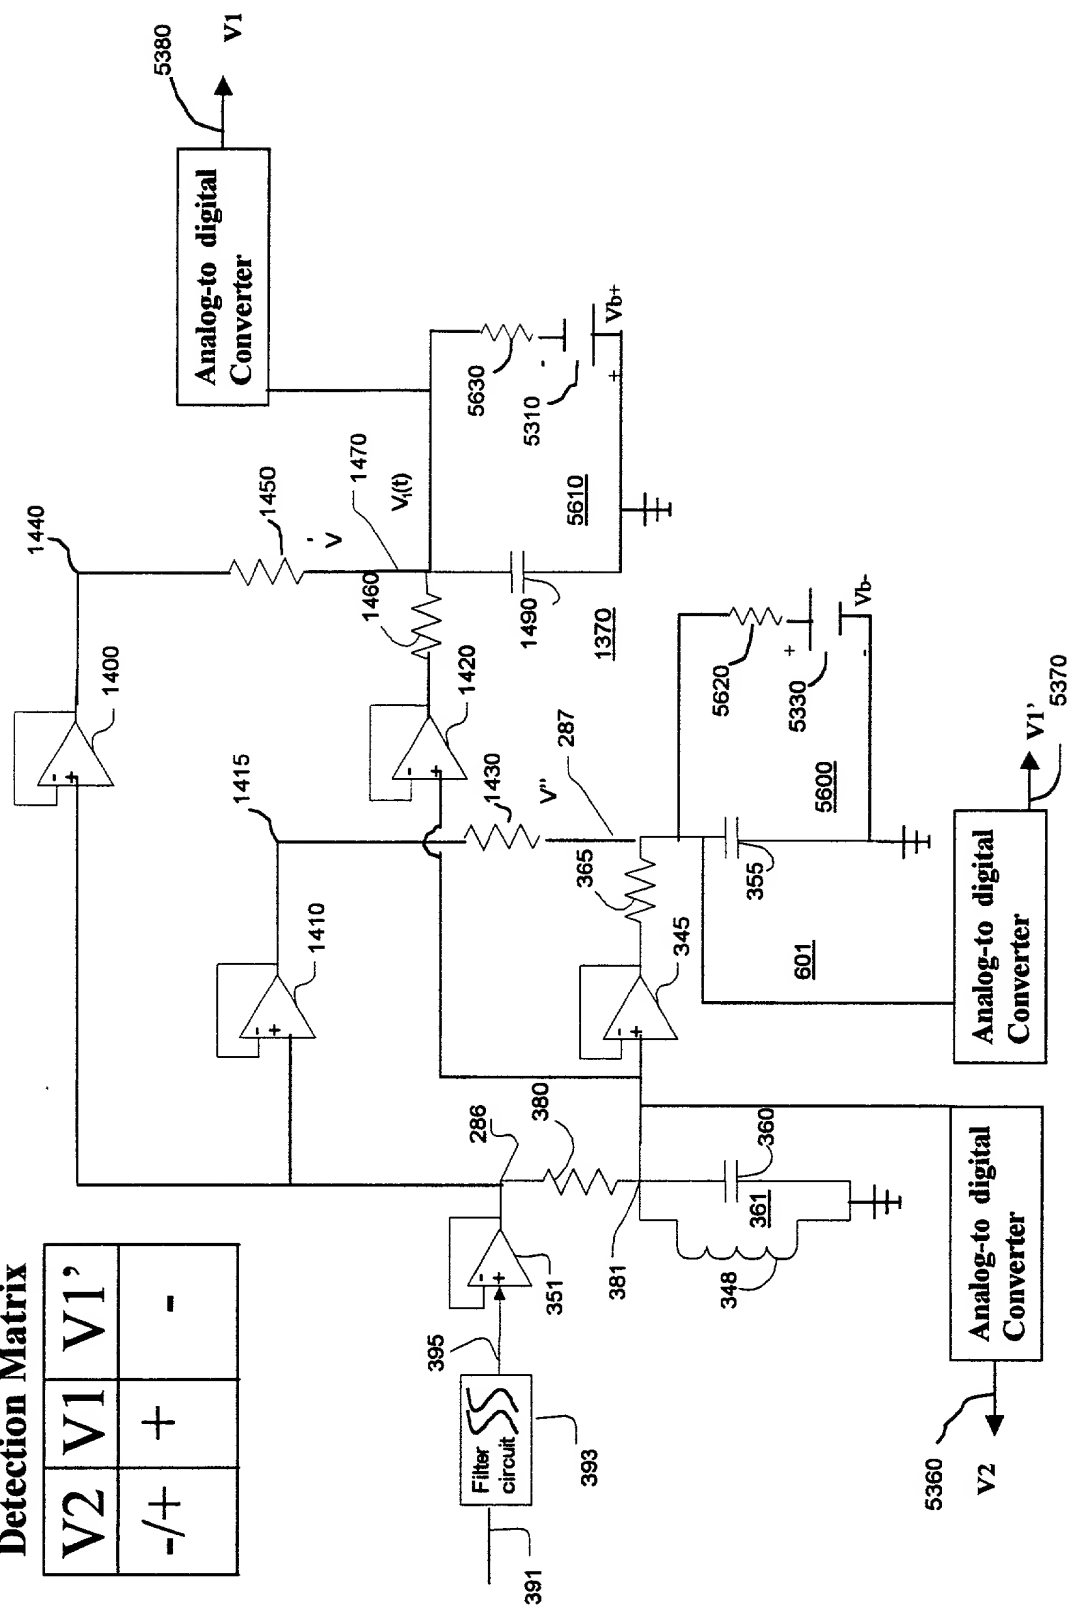 Detection Matrix
V2 V1 V1’
-/+ + -
391
Filter
circuit
393
395
351
286
380
381
348
361
360
Analog-to digital
Converter
5360
V2
1415
1410
345
365
287
V"
1430
1420
1400
1440
1450
V'
1460
1470
V₁(t)
1490
1370
355
601
5600
5620
5330
Vb-
Analog-to digital
Converter
V1’
5370
5610
5630
5310
Vb+
Analog-to digital
Converter
5380
V1
- +
- +
- +
- +
- +
- +
+ -